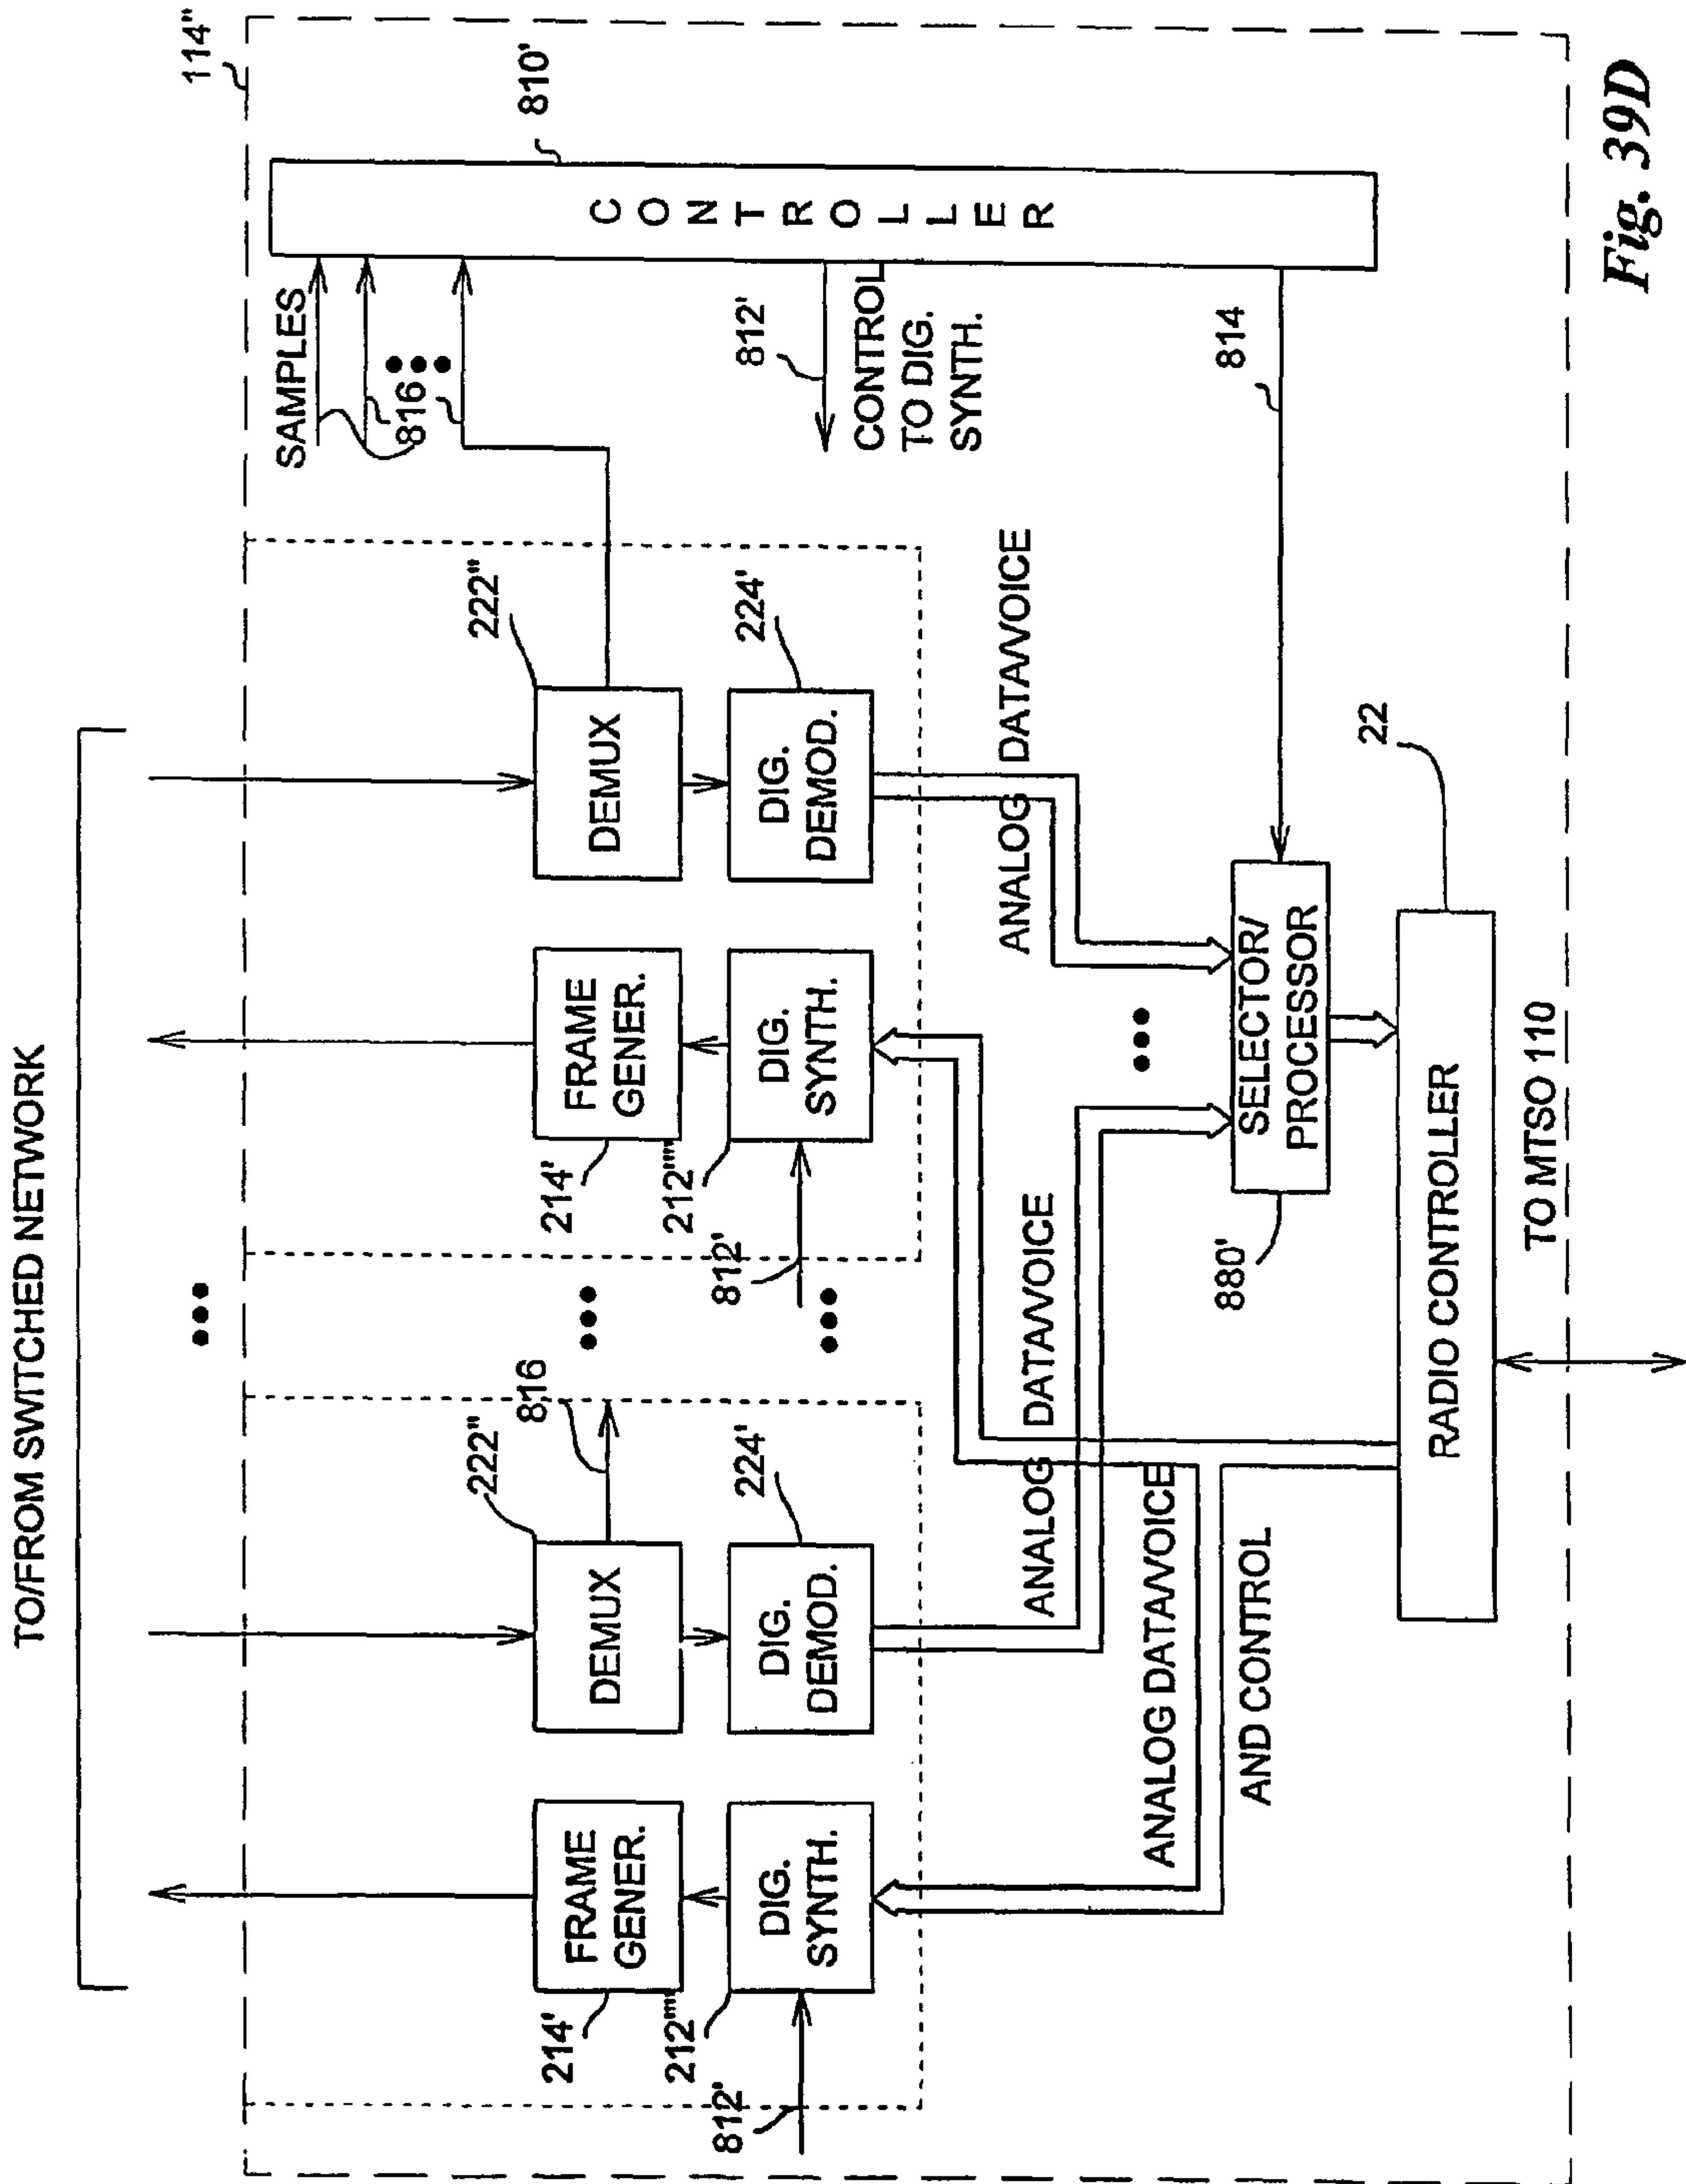 TO/FROM SWITCHED NETWORK
114"
•••
FRAME
GENER.
214'
DEMUX
222"
816
•••
FRAME
GENER.
214'
DEMUX
222"
SAMPLES
816
•••
810'
CONTROLLER
DIG.
SYNTH.
212""
812'
DIG.
DEMOD.
224'
•••
DIG.
SYNTH.
212""
812'
DIG.
DEMOD.
224'
812'
CONTROL
TO DIG.
SYNTH.
ANALOG DATA/VOICE
ANALOG DATA/VOICE
ANALOG DATA/VOICE
AND CONTROL
•••
814
SELECTOR/
PROCESSOR
880'
RADIO CONTROLLER
22
TO MTSO 110
Fig. 39D